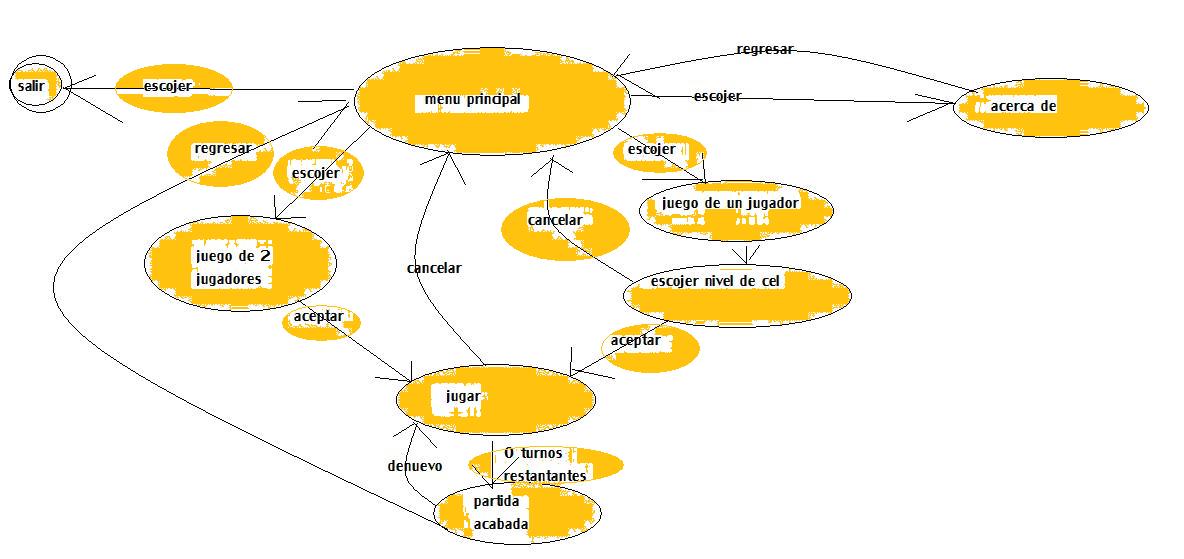 regresar
salir
escojer
menu principal
escojer
acerca de
regresar
escojer
escojer
juego de un jugador
cancelar
juego de 2
jugadores
cancelar
escojer nivel de cel
aceptar
aceptar
jugar
denuevo
0 turnos
restantantes
partida
acabada